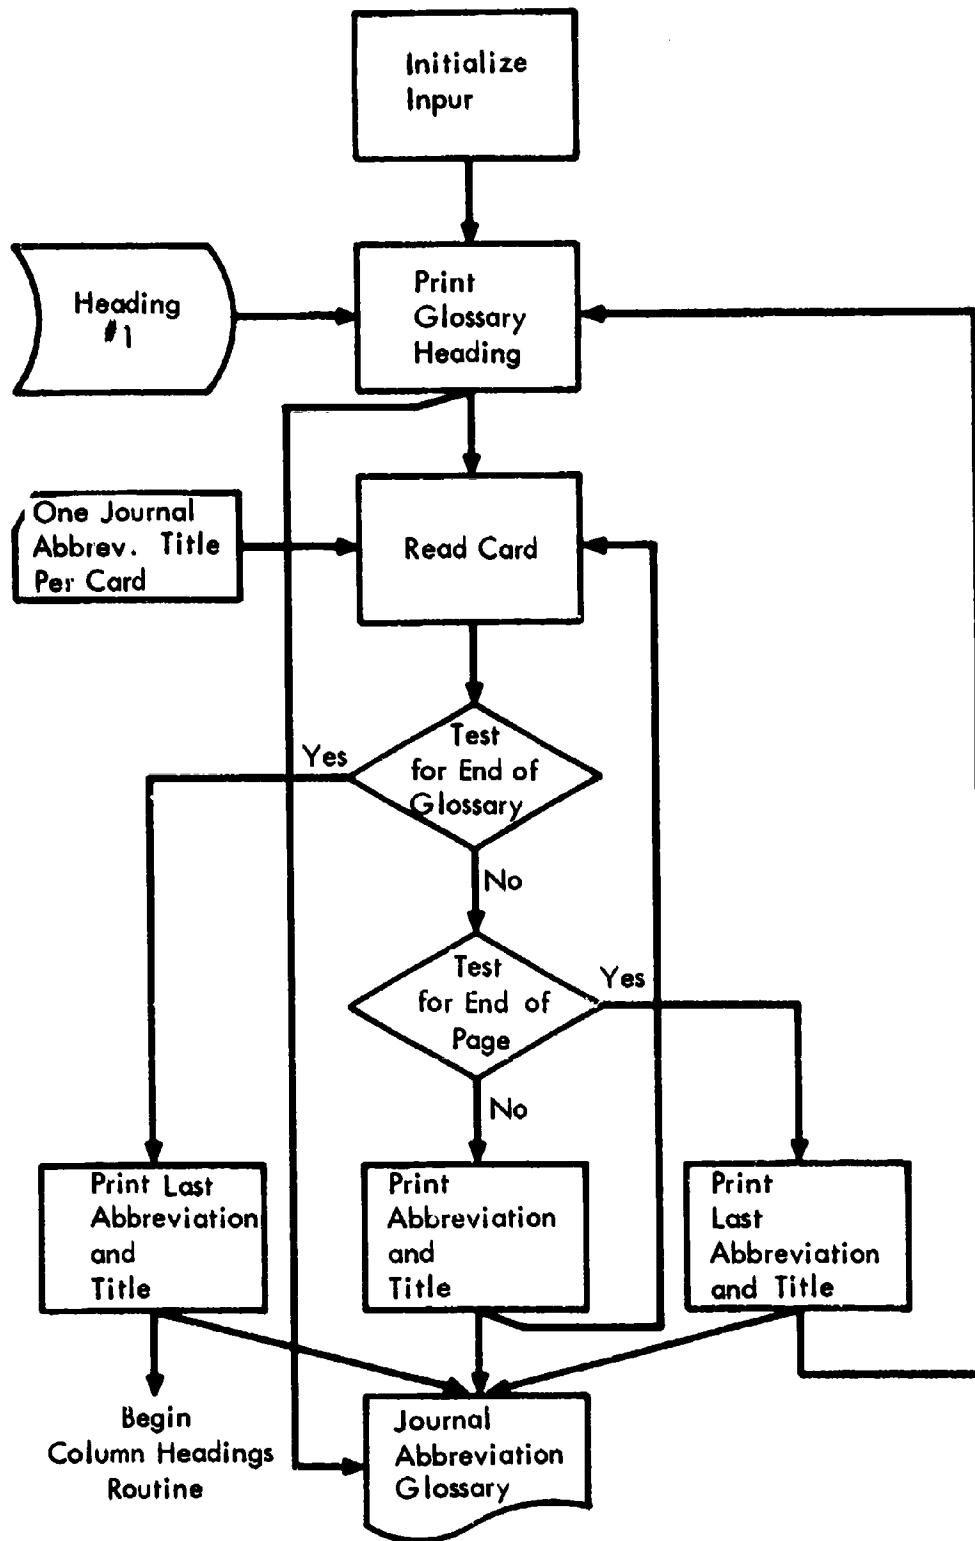 Initialize
Inpur
Heading
#1
Print
Glossary
Heading
One Journal
Abbrev. Title
Per Card
Read Card
Test
for End of
Glossary
Yes
No
Test
for End of
Page
Yes
No
Print Last
Abbreviation
and
Title
Print
Abbreviation
and
Title
Print
Last
Abbreviation
and Title
Begin
Column Headings
Routine
Journal
Abbreviation
Glossary